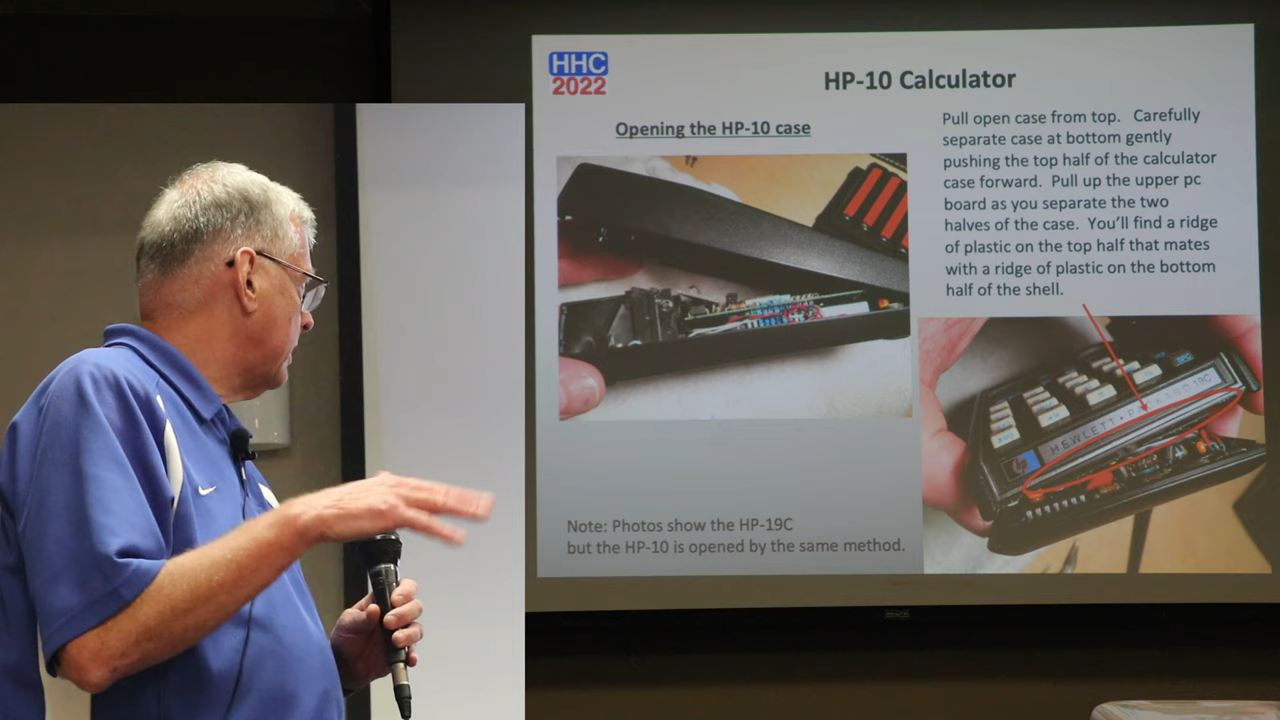 HHC
2022
HP-10 Calculator
Opening the HP-10 case
Pull open case from top. Carefully
separate case at bottom gently
pushing the top half of the calculator
case forward. Pull up the upper pc
board as you separate the two
halves of the case. You’ll find a ridge
of plastic on the top half that mates
with a ridge of plastic on the bottom
half of the shell.
hp HEWLETT • PACKARD 19C
Note: Photos show the HP-19C
but the HP-10 is opened by the same method.